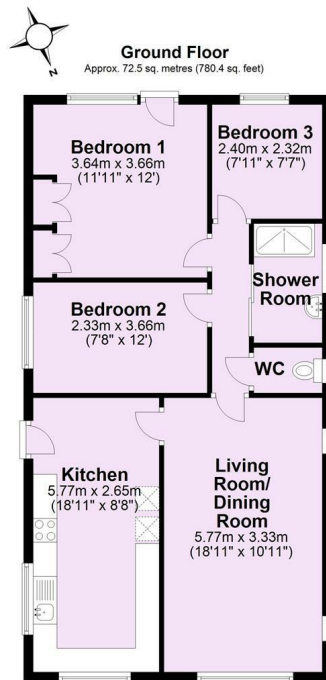 N
Ground Floor
Approx. 72.5 sq. metres (780.4 sq. feet)
Bedroom 1
3.64m x 3.66m
(11'11" x 12')
Bedroom 3
2.40m x 2.32m
(7'11" x 7'7")
Shower
Room
Bedroom 2
2.33m x 3.66m
(7'8" x 12')
WC
Kitchen
5.77m x 2.65m
(18'11" x 8'8")
Living
Room/
Dining
Room
5.77m x 3.33m
(18'11" x 10'11")